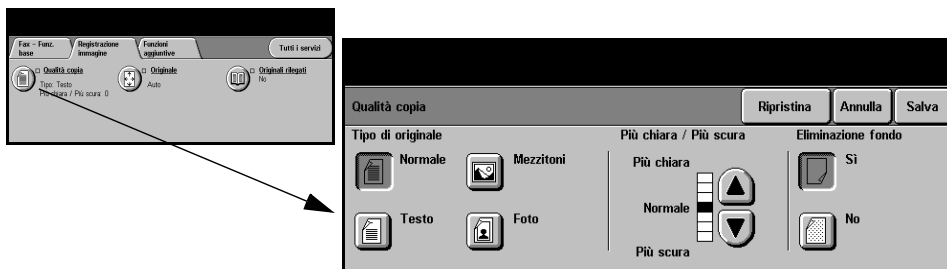 Fax – Funz. base
Registrazione immagine
Funzioni aggiuntive
Tutti i servizi
Qualità copia
Tipo: Testo
Più chiara / Più scura 0
Originale
Auto
Originali rilegati
No
Qualità copia
Ripristina
Annulla
Salva
Tipo di originale
Più chiara / Più scura
Eliminazione fondo
Normale
Mezzitoni
Più chiara
Sì
Testo
Foto
Normale
No
Più scura